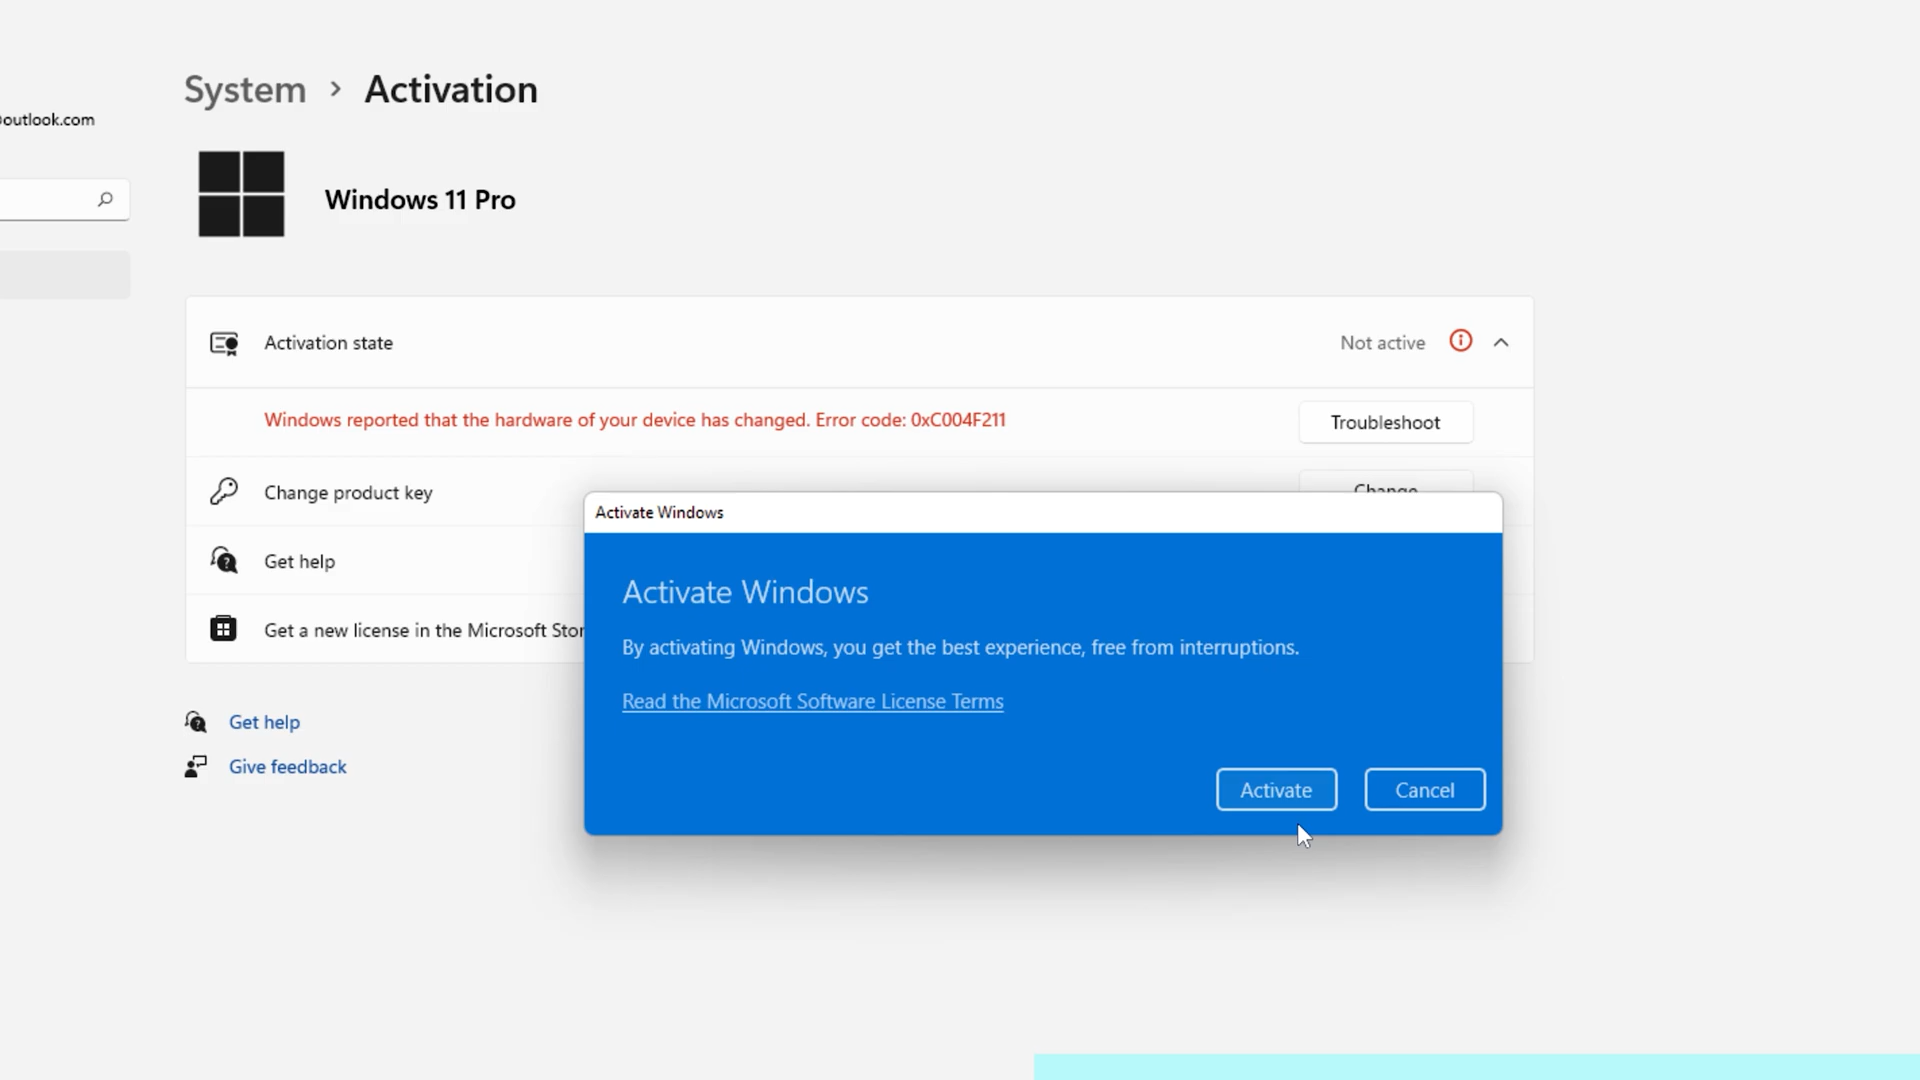 System > Activation
outlook.com
Windows 11 Pro
Activation state
Not active
Windows reported that the hardware of your device has changed. Error code: 0xC004F211
Troubleshoot
Change product key
Change
Get help
Get a new license in the Microsoft Stor
Activate Windows
Activate Windows
By activating Windows, you get the best experience, free from interruptions.
Read the Microsoft Software License Terms
Activate
Cancel
Get help
Give feedback